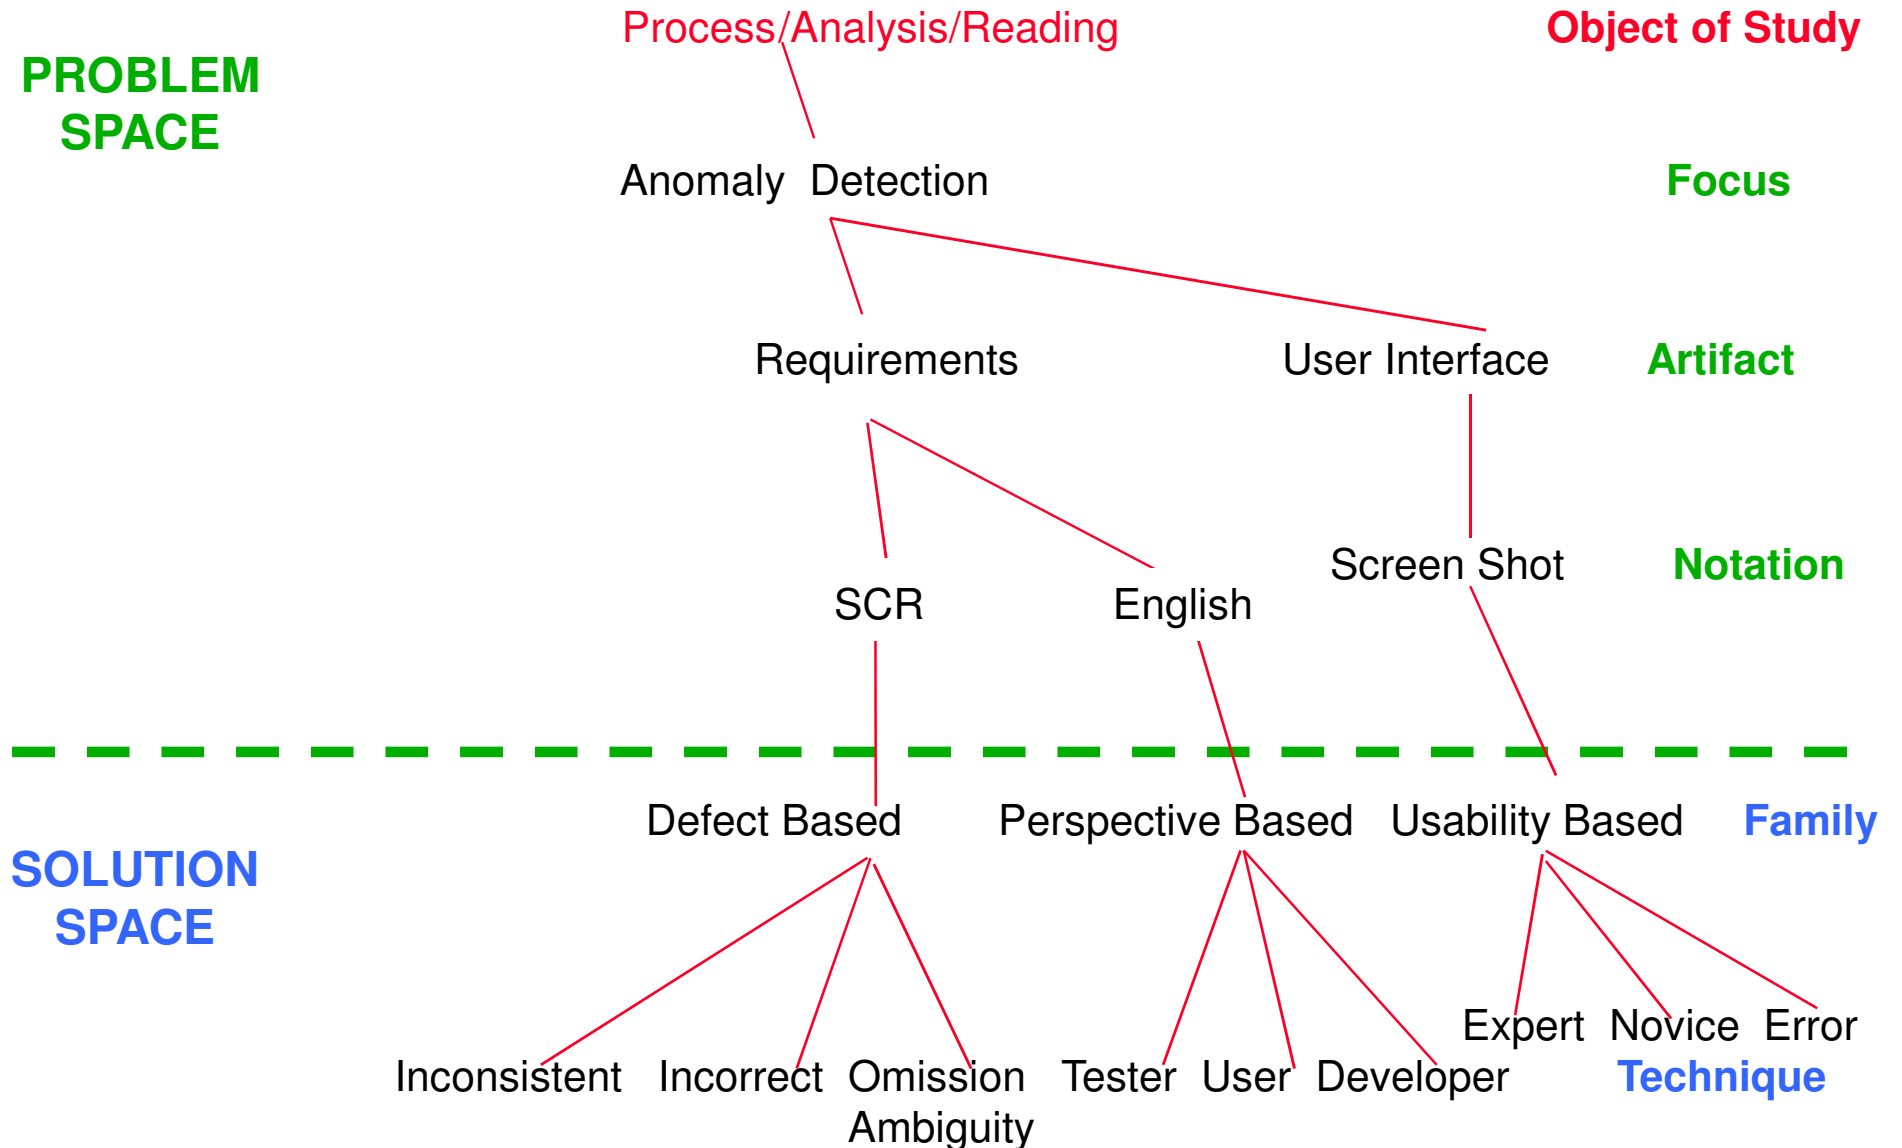 Process/Analysis/Reading
Object of Study
PROBLEM
SPACE
Anomaly Detection
Focus
Requirements
User Interface
Artifact
Screen Shot
Notation
SCR
English
Defect Based
Perspective Based
Usability Based
Family
SOLUTION
SPACE
Expert
Novice
Error
Inconsistent
Incorrect
Omission
Ambiguity
Tester
User
Developer
Technique